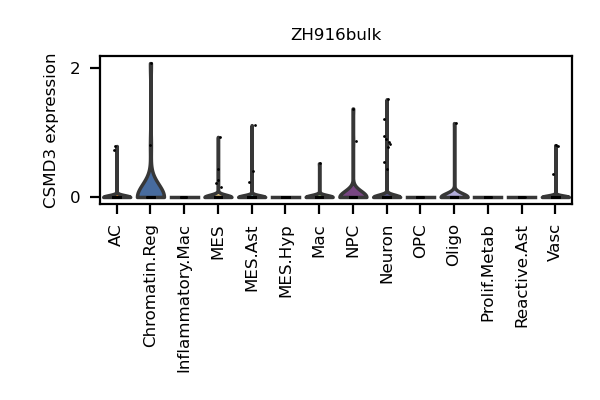 ZH916bulk
CSMD3 expression
2
0
AC
Chromatin.Reg
Inflammatory.Mac
MES
MES.Ast
MES.Hyp
Mac
NPC
Neuron
OPC
Oligo
Prolif.Metab
Reactive.Ast
Vasc